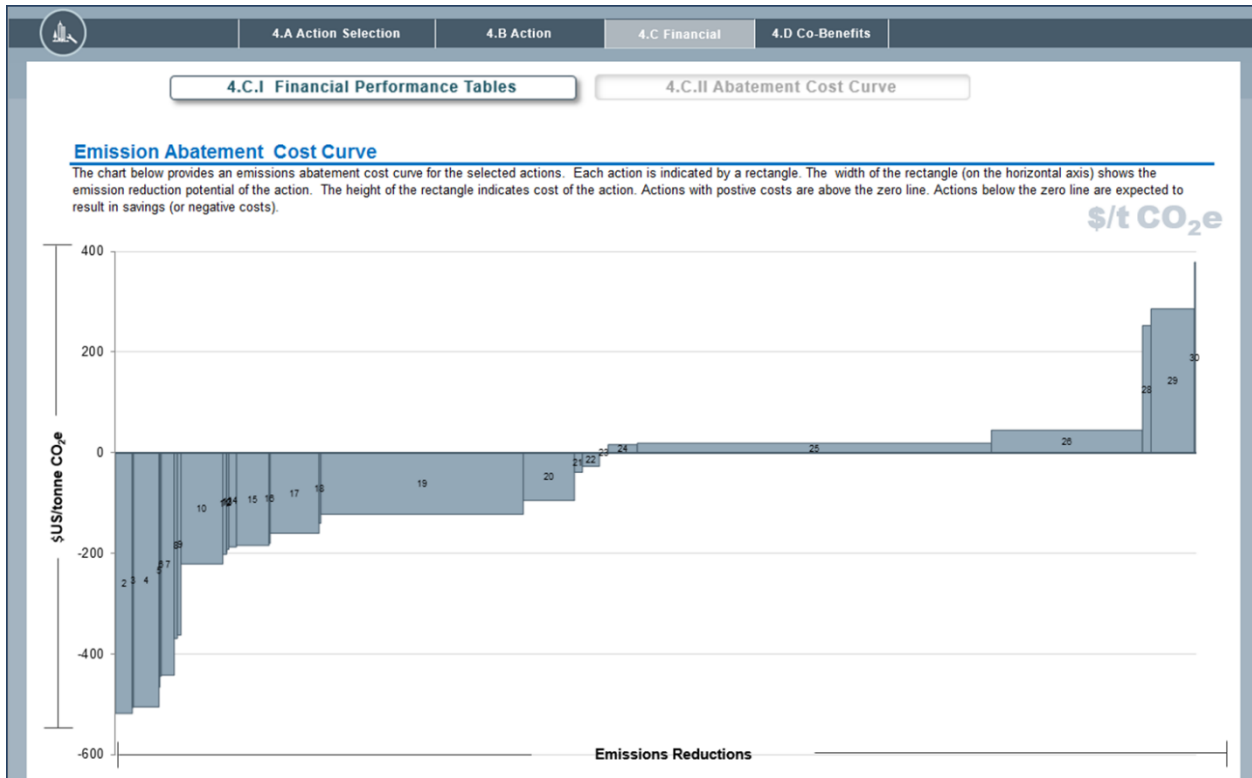 4.A Action Selection
4.B Action
4.C Financial
4.D Co-Benefits
4.C.I Financial Performance Tables
4.C.II Abatement Cost Curve
Emission Abatement Cost Curve
The chart below provides an emissions abatement cost curve for the selected actions. Each action is indicated by a rectangle. The width of the rectangle (on the horizontal axis) shows the
emission reduction potential of the action. The height of the rectangle indicates cost of the action. Actions with postive costs are above the zero line. Actions below the zero line are expected to
result in savings (or negative costs).
$/t CO₂e
$US/tonne CO₂e
400
200
0
-200
-400
-600
2
3
4
7
9
10
14
15
16
17
18
19
20
21
22
23
24
25
26
28
29
30
Emissions Reductions